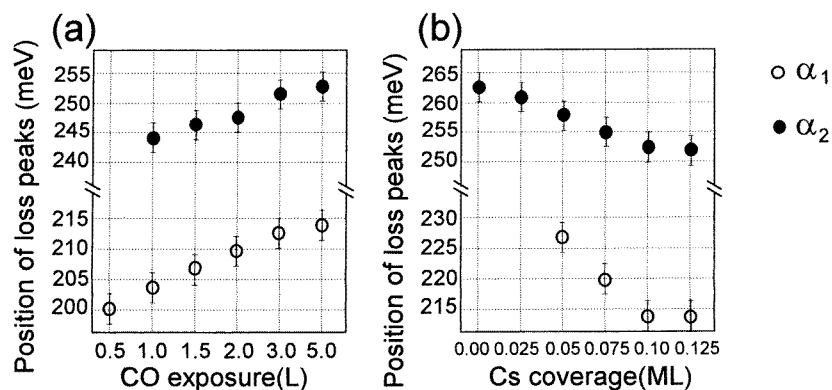 (a)
Position of loss peaks (meV)
255
250
245
240
215
210
205
200
0.5 1.0 1.5 2.0 3.0 5.0
CO exposure(L)
(b)
Position of loss peaks(meV)
265
260
255
250
230
225
220
215
0.00 0.025 0.05 0.075 0.10 0.125
Cs coverage(ML)
α1
α2